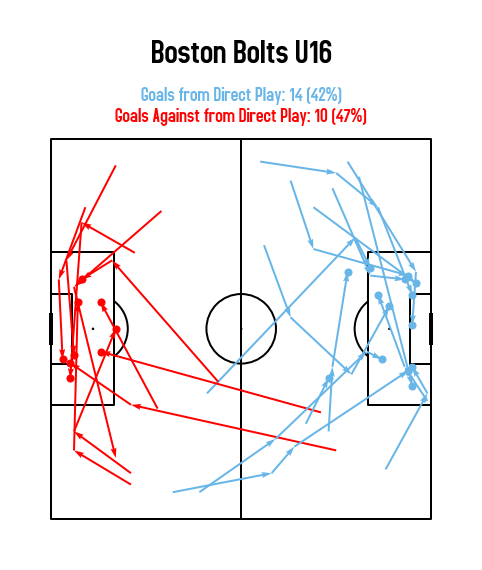 Boston Bolts U16
Goals from Direct Play: 14 (42%)
Goals Against from Direct Play: 10 (47%)